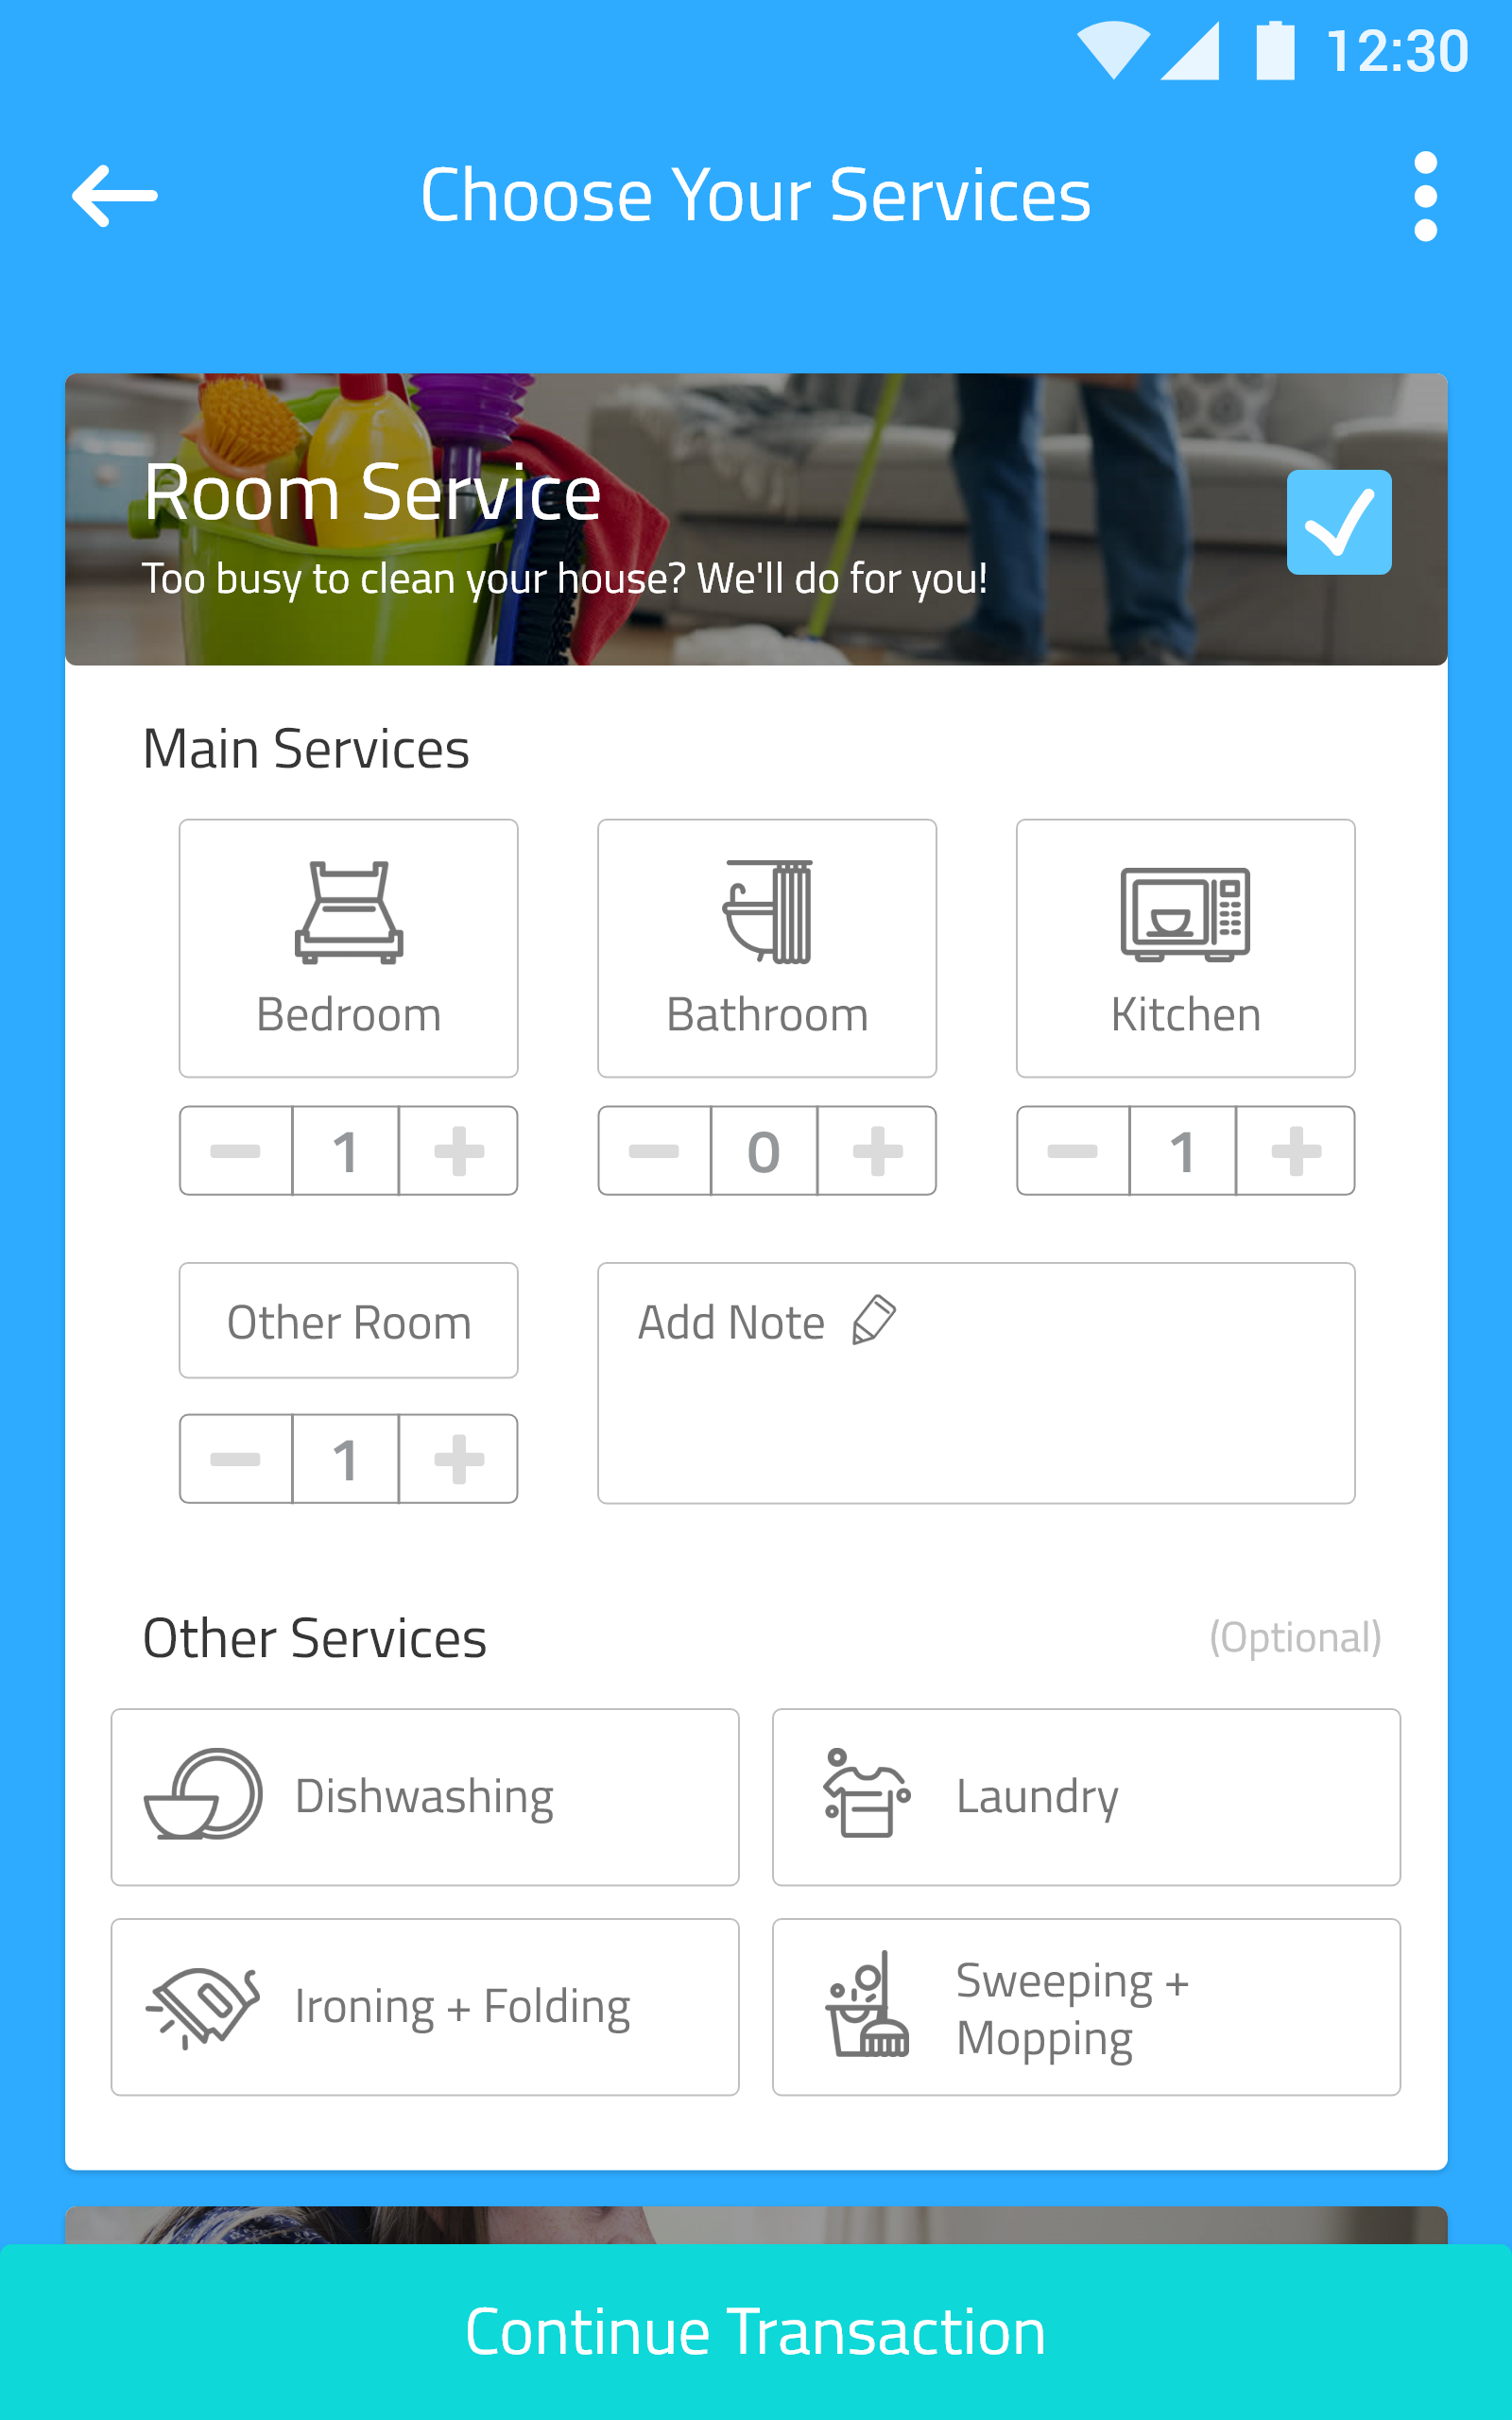 12:30
Choose Your Services
Room Service
Too busy to clean your house? We'll do for you!
Main Services
Bedroom
Bathroom
Kitchen
1
0
1
Other Room
Add Note
1
Other Services
(Optional)
Dishwashing
Laundry
Ironing + Folding
Sweeping +
Mopping
Continue Transaction